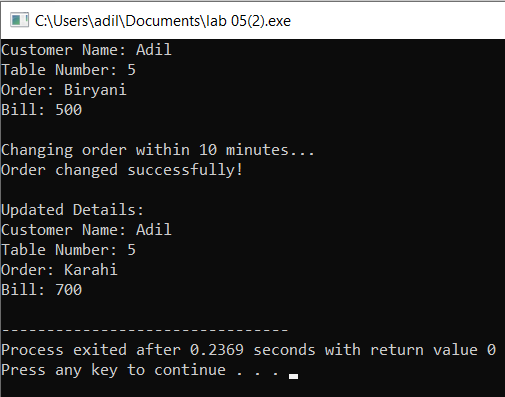 C:\Users\adil\Documents\lab 05(2).exe
Customer Name: Adil
Table Number: 5
Order: Biryani
Bill: 500

Changing order within 10 minutes...
Order changed successfully!

Updated Details:
Customer Name: Adil
Table Number: 5
Order: Karahi
Bill: 700

--------------------------------
Process exited after 0.2369 seconds with return value 0
Press any key to continue . . .